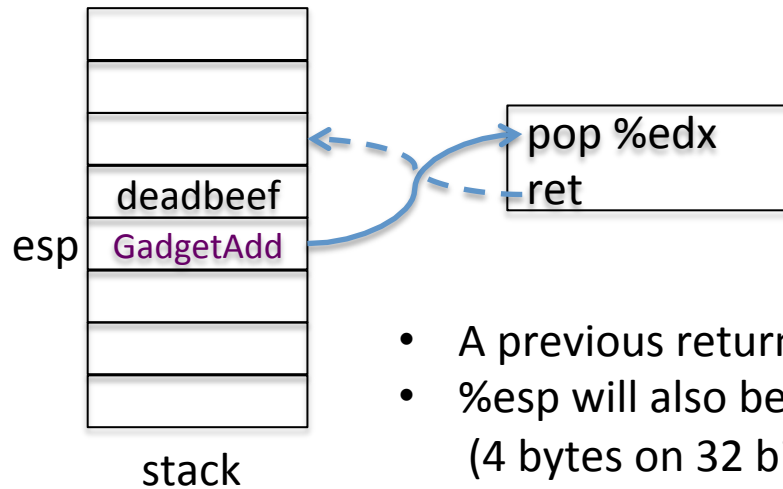 pop %edx
ret
deadbeef
esp GadgetAdd
• A previous return
• %esp will also be
(4 bytes on 32 b
stack